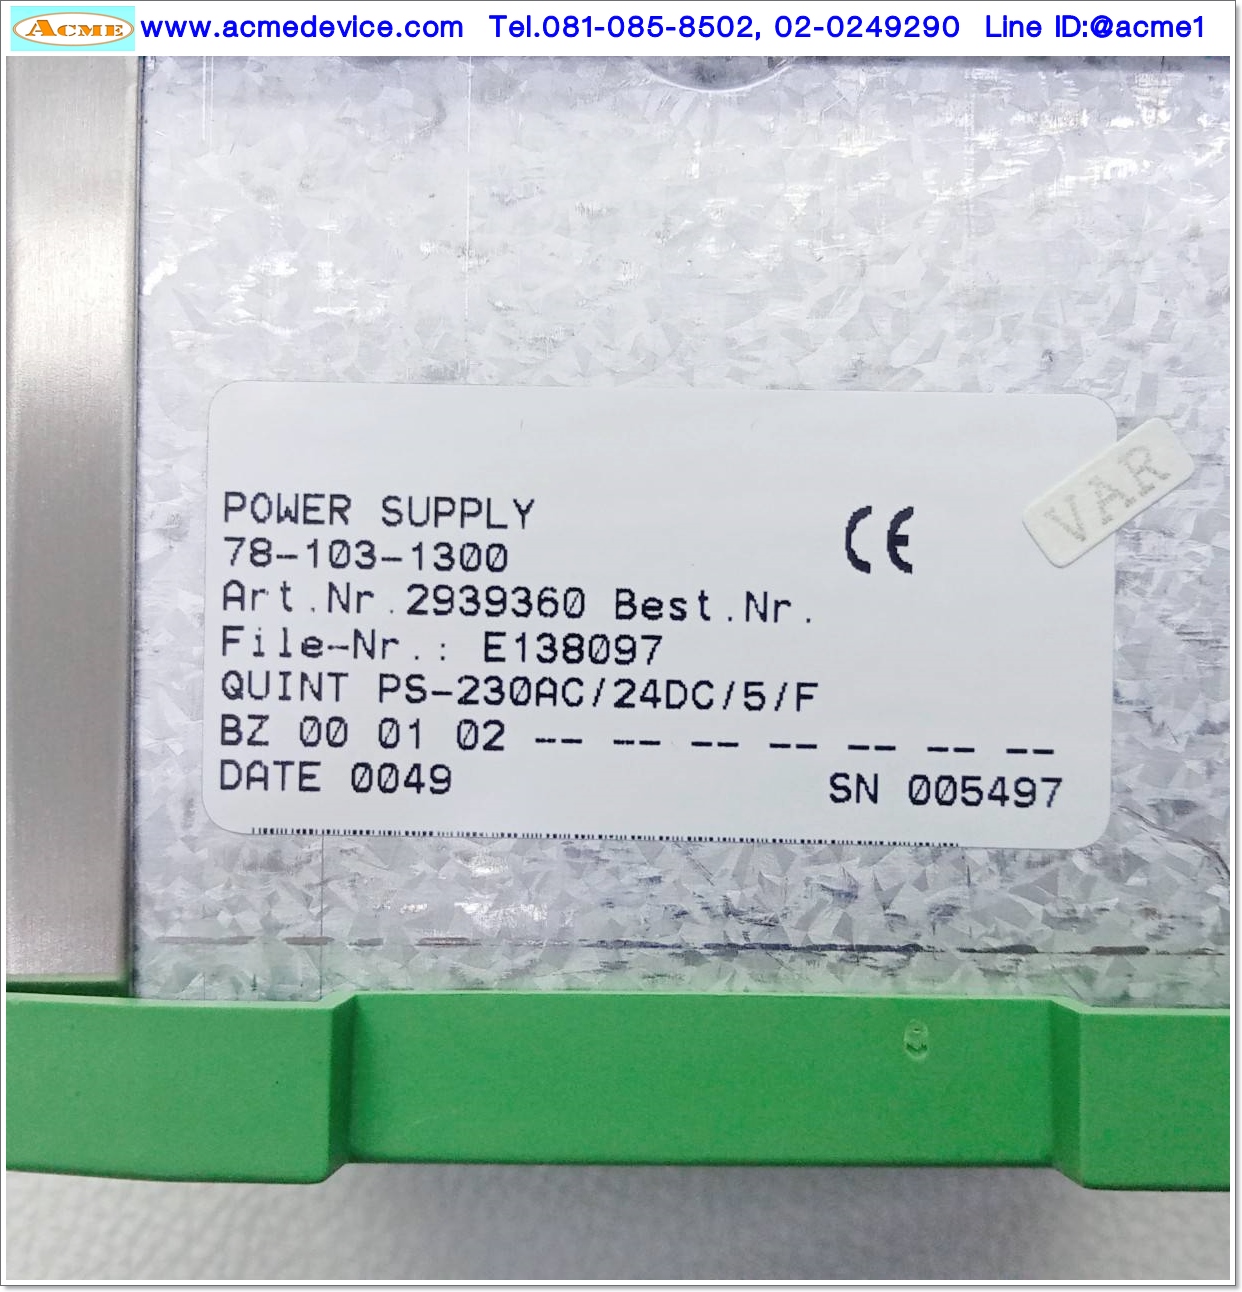 ACME www.acmedevice.com Tel.081-085-8502, 02-0249290 Line ID:@acme1
POWER SUPPLY
78-103-1300
Art.Nr.2939360 Best.Nr.
File-Nr.: E138097
QUINT PS-230AC/24DC/5/F
BZ 00 01 02 -- -- -- -- -- -- --
DATE 0049 SN 005497
CE
VAR